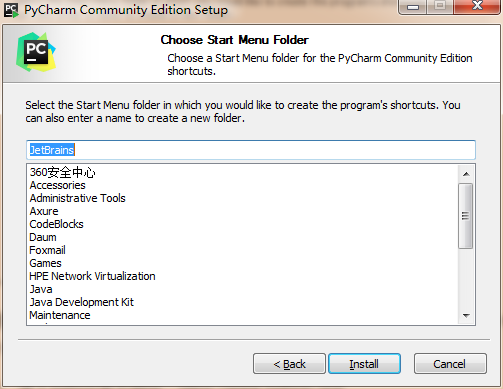 PyCharm Community Edition Setup
PC
Choose Start Menu Folder
Choose a Start Menu folder for the PyCharm Community Edition
shortcuts.
Select the Start Menu folder in which you would like to create the program's shortcuts. You
can also enter a name to create a new folder.
JetBrains
360安全中心
Accessories
Administrative Tools
Axure
CodeBlocks
Daum
Foxmail
Games
HPE Network Virtualization
Java
Java Development Kit
Maintenance
< Back
Install
Cancel